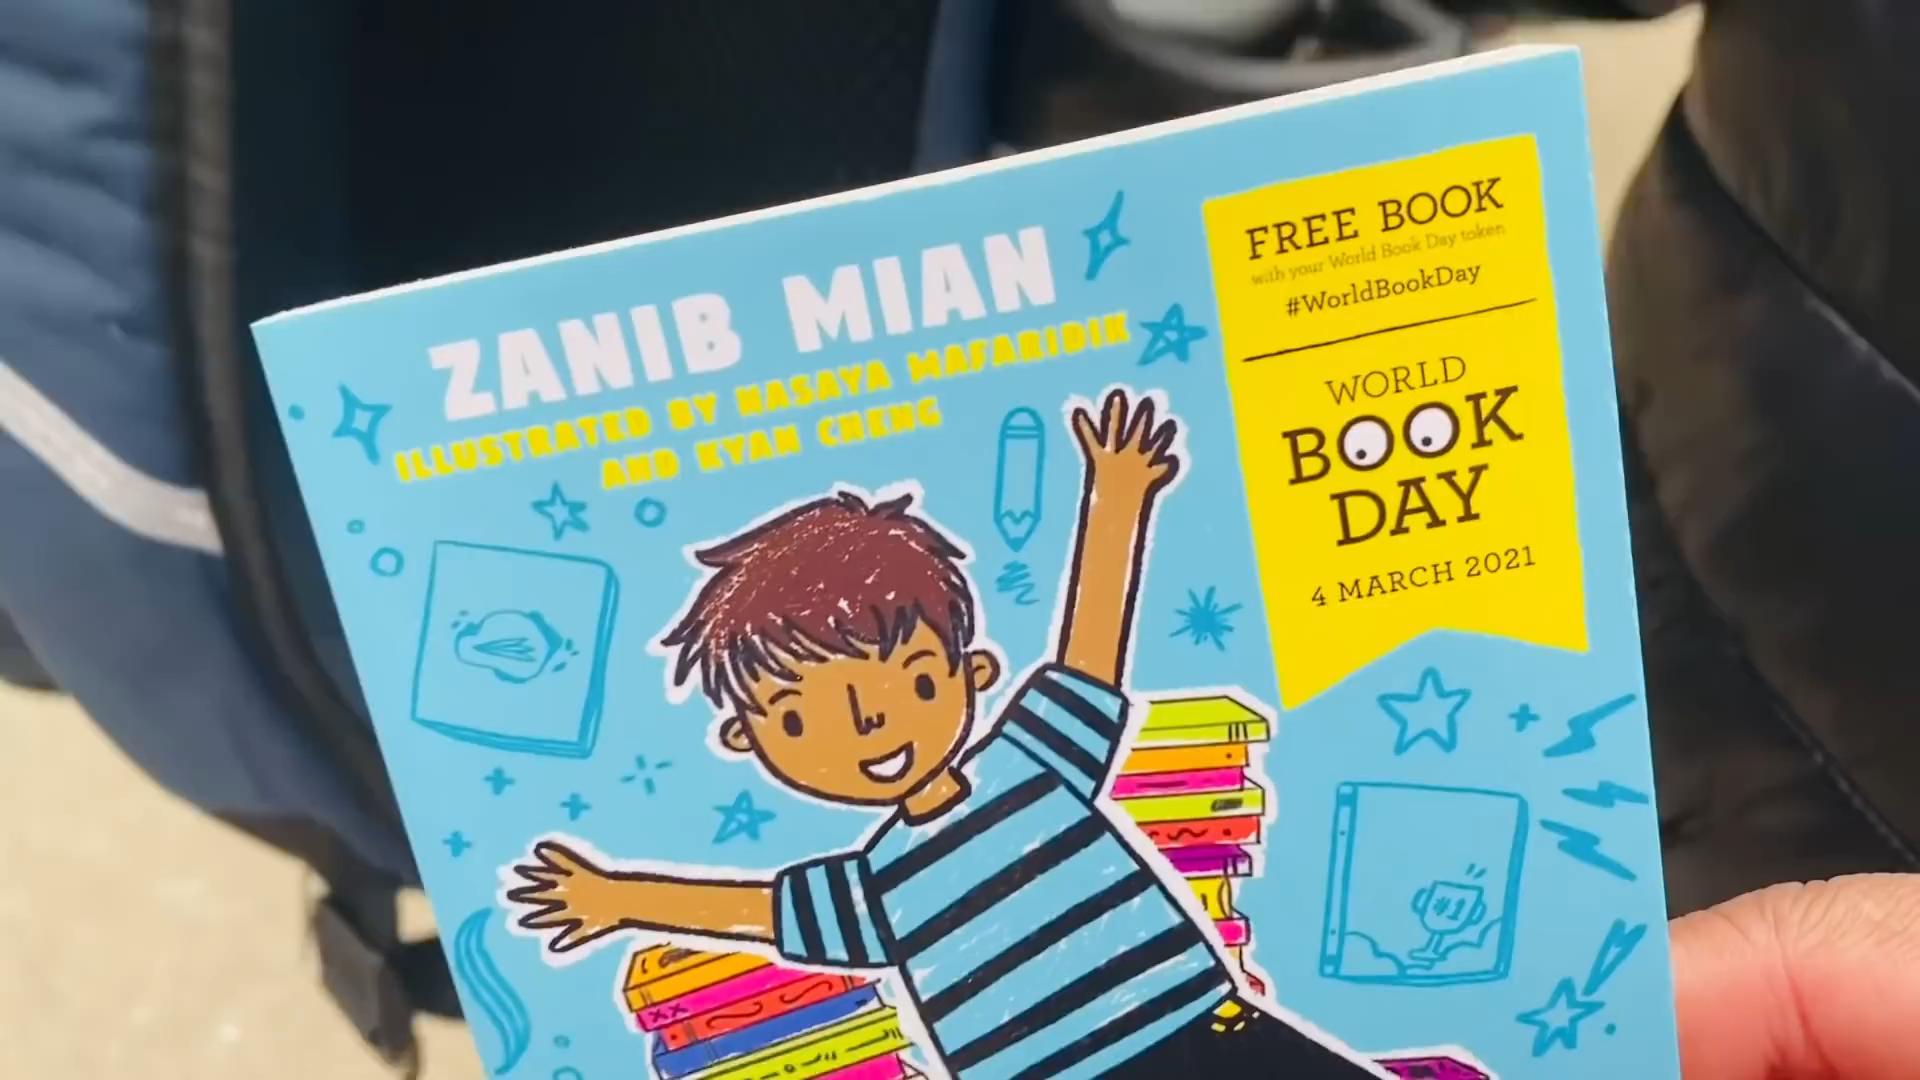 ZANIB MIAN
ILLUSTRATED BY NASAYA MAFARIDIK
AND KYAN CHENG
FREE BOOK
with your World Book Day token
#WorldBookDay
WORLD
BOOK
DAY
4 MARCH 2021
#1